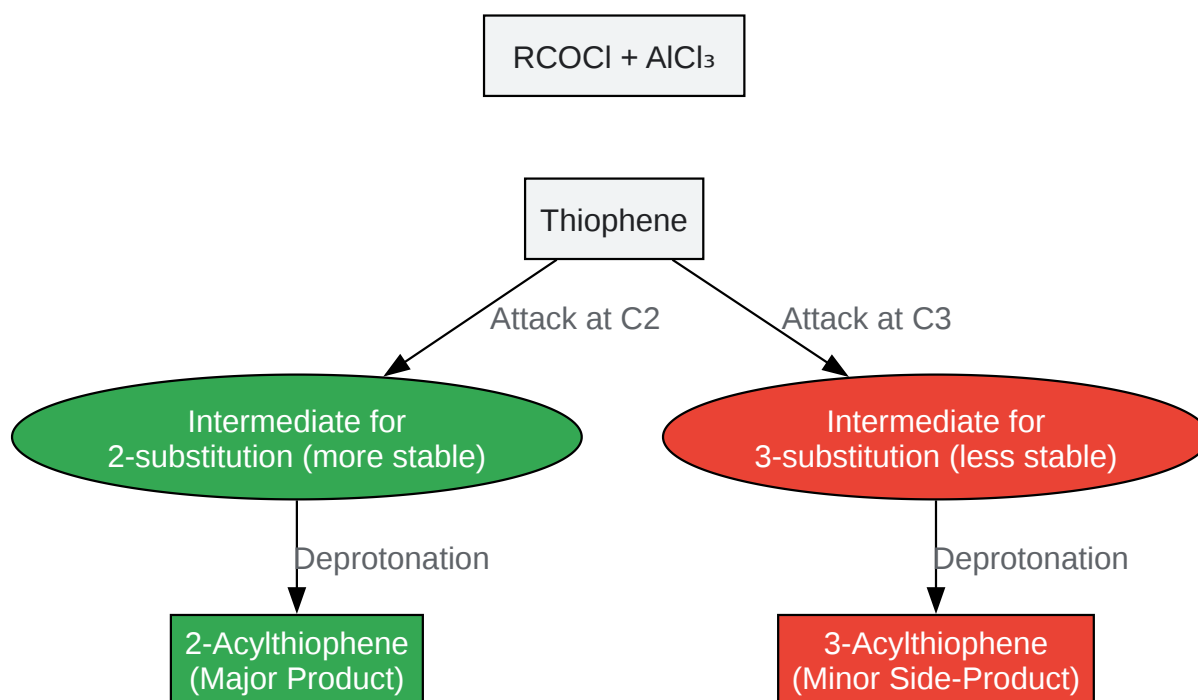 RCOCl + AlCl₃
Thiophene
Attack at C2
Attack at C3
Intermediate for
2-substitution (more stable)
Intermediate for
3-substitution (less stable)
Deprotonation
Deprotonation
2-Acylthiophene
(Major Product)
3-Acylthiophene
(Minor Side-Product)